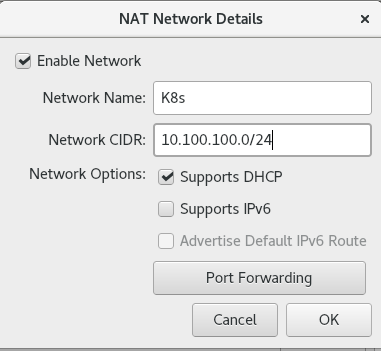 NAT Network Details
Enable Network
Network Name: K8s
Network CIDR: 10.100.100.0/24
Network Options: Supports DHCP
Supports IPv6
Advertise Default IPv6 Route
Port Forwarding
Cancel OK